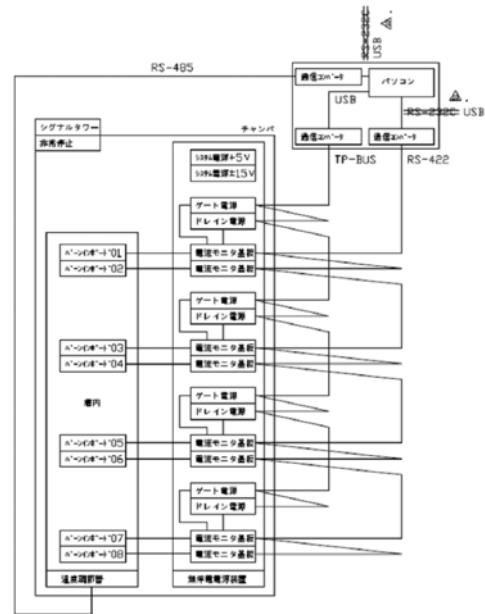 RS-232C
USB
RS-485
通信コンバータ
パソコン
USB
RS-232C USB
通信コンバータ
通信コンバータ
TP-BUS
RS-422
シグナルタワー
チャンバ
非常停止
システム電源+5V
システム電源±15V
ゲート電源
ドレイン電源
バーンインボード01
電流モニタ基板
バーンインボード02
電流モニタ基板
ゲート電源
ドレイン電源
バーンインボード03
電流モニタ基板
バーンインボード04
電流モニタ基板
槽内
ゲート電源
ドレイン電源
バーンインボード05
電流モニタ基板
バーンインボード06
電流モニタ基板
ゲート電源
ドレイン電源
バーンインボード07
電流モニタ基板
バーンインボード08
電流モニタ基板
温度調節器
無停電電源装置